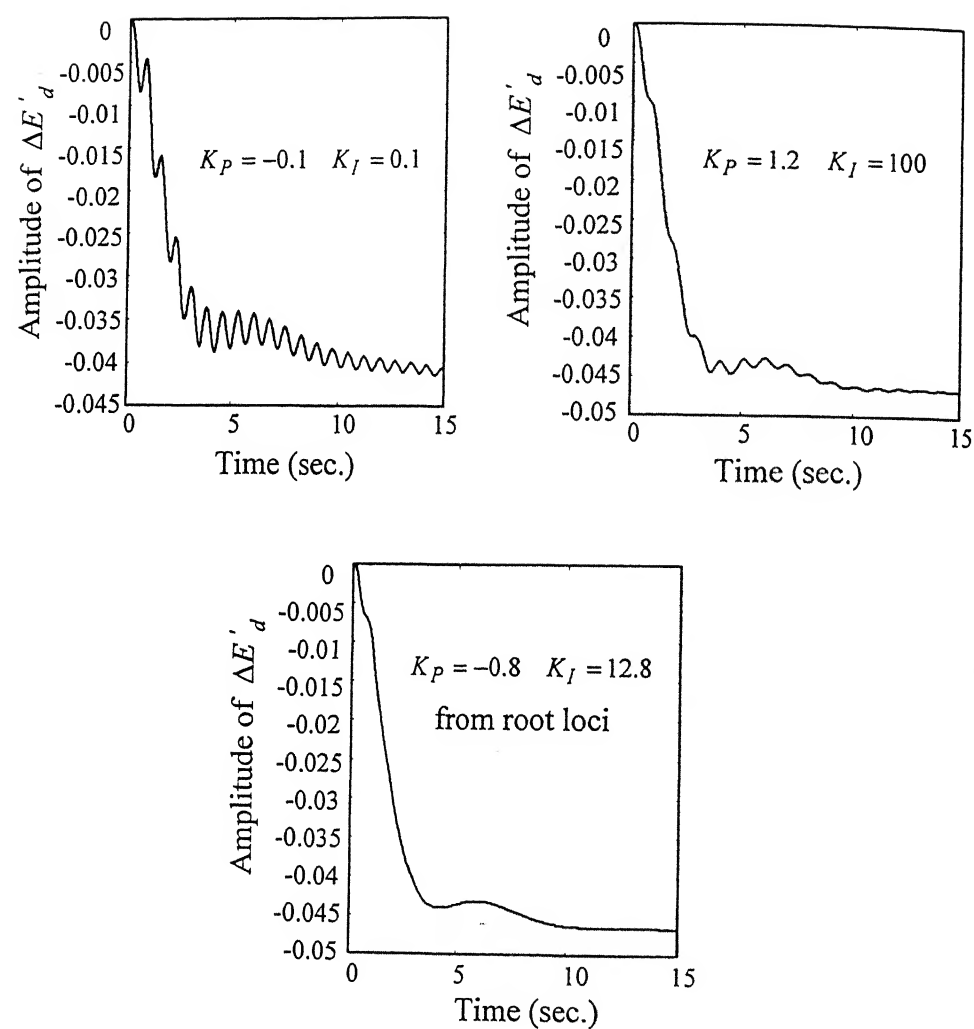 Amplitude of ΔE'd
0
-0.005
-0.01
-0.015
-0.02
-0.025
-0.03
-0.035
-0.04
-0.045
K_P = −0.1 K_I = 0.1
0 5 10 15
Time (sec.)
Amplitude of ΔE'd
0
-0.005
-0.01
-0.015
-0.02
-0.025
-0.03
-0.035
-0.04
-0.045
-0.05
K_P = 1.2 K_I = 100
0 5 10 15
Time (sec.)
Amplitude of ΔE'd
0
-0.005
-0.01
-0.015
-0.02
-0.025
-0.03
-0.035
-0.04
-0.045
-0.05
K_P = −0.8 K_I = 12.8
from root loci
0 5 10 15
Time (sec.)